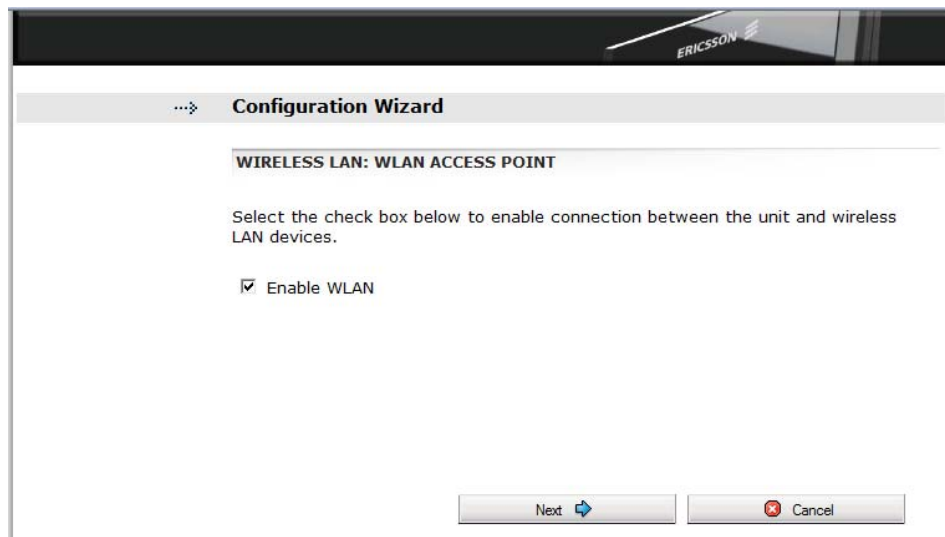 ERICSSON
Configuration Wizard
WIRELESS LAN: WLAN ACCESS POINT
Select the check box below to enable connection between the unit and wireless
LAN devices.
Enable WLAN
Next
Cancel